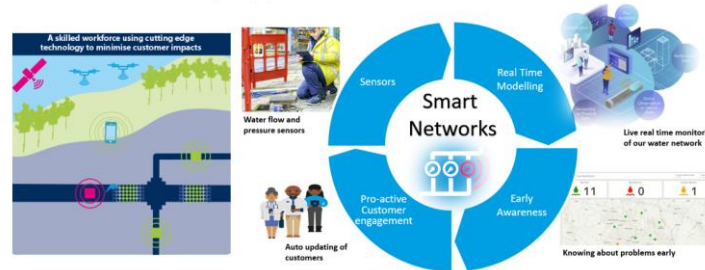 A skilled workforce using cutting edge
technology to minimise customer impacts
Sensors
Real Time
Modelling
Smart
Networks
Water flow and
pressure sensors
Live real time monitor
of our water network
Pro-active
Customer
engagement
Early
Awareness
11
0
1
Auto updating of
customers
Knowing about problems early